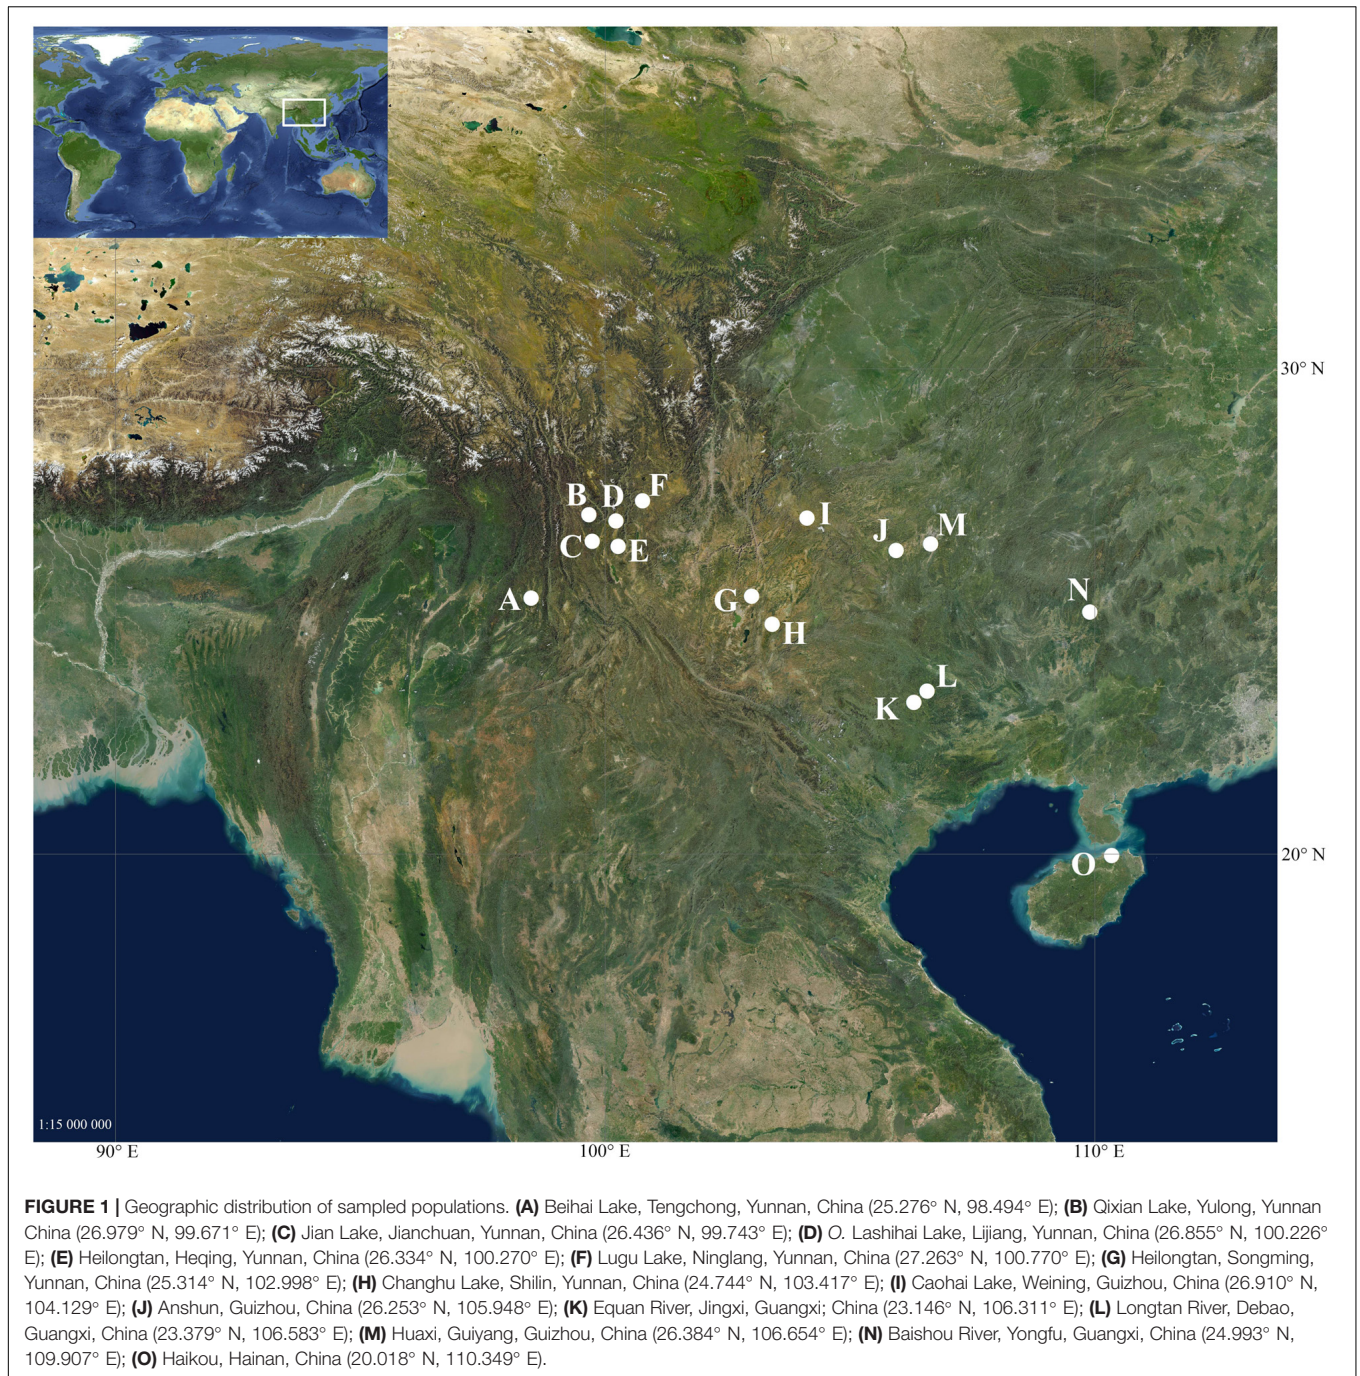 30° N
B
D
F
I
C
E
J
M
A
G
N
H
L
K
20° N
O
1:15 000 000
90° E
100° E
110° E
FIGURE 1 | Geographic distribution of sampled populations. (A) Beihai Lake, Tengchong, Yunnan, China (25.276° N, 98.494° E); (B) Qixian Lake, Yulong, Yunnan
China (26.979° N, 99.671° E); (C) Jian Lake, Jianchuan, Yunnan, China (26.436° N, 99.743° E); (D) O. Lashihai Lake, Lijiang, Yunnan, China (26.855° N, 100.226°
E); (E) Heilongtan, Heqing, Yunnan, China (26.334° N, 100.270° E); (F) Lugu Lake, Ninglang, Yunnan, China (27.263° N, 100.770° E); (G) Heilongtan, Songming,
Yunnan, China (25.314° N, 102.998° E); (H) Changhu Lake, Shilin, Yunnan, China (24.744° N, 103.417° E); (I) Caohai Lake, Weining, Guizhou, China (26.910° N,
104.129° E); (J) Anshun, Guizhou, China (26.253° N, 105.948° E); (K) Equan River, Jingxi, Guangxi; China (23.146° N, 106.311° E); (L) Longtan River, Debao,
Guangxi, China (23.379° N, 106.583° E); (M) Huaxi, Guiyang, Guizhou, China (26.384° N, 106.654° E); (N) Baishou River, Yongfu, Guangxi, China (24.993° N,
109.907° E); (O) Haikou, Hainan, China (20.018° N, 110.349° E).